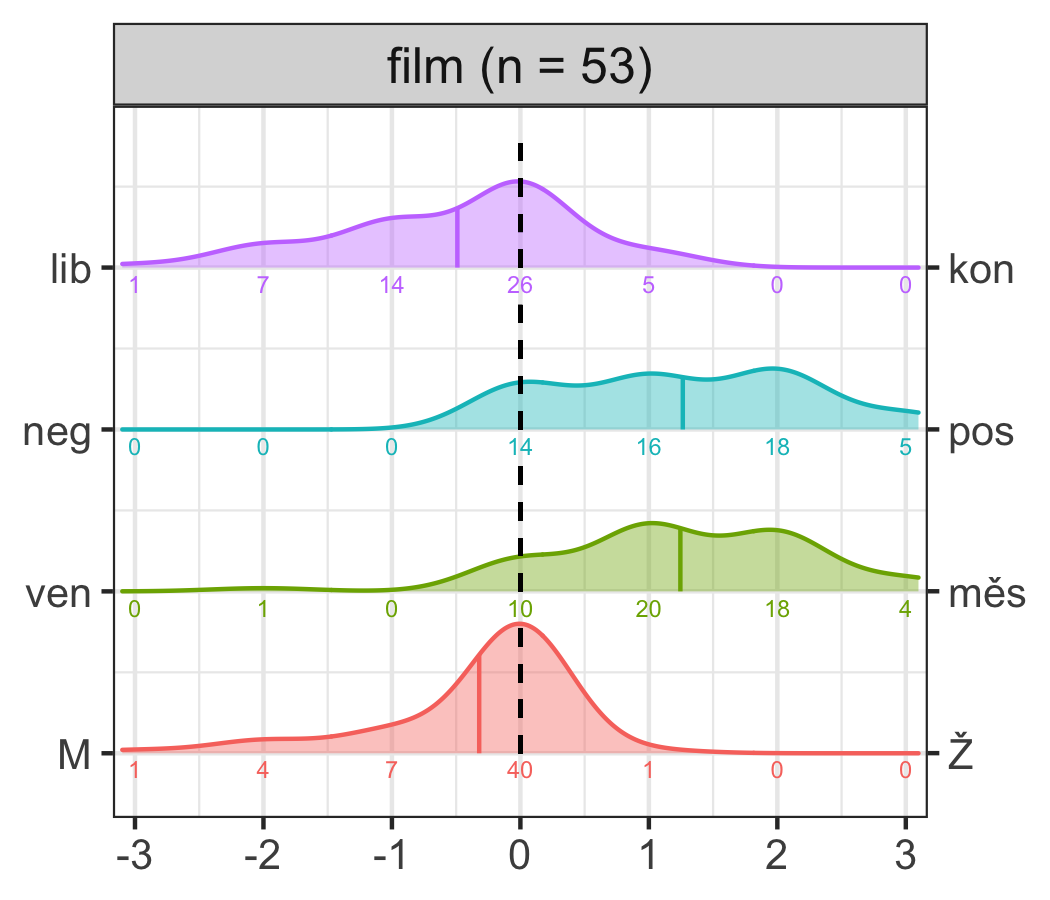 film (n = 53)
lib kon
1 7 14 26 5 0 0
neg pos
0 0 0 14 16 18 5
ven měs
0 1 0 10 20 18 4
M Ž
1 4 7 40 1 0 0
-3 -2 -1 0 1 2 3